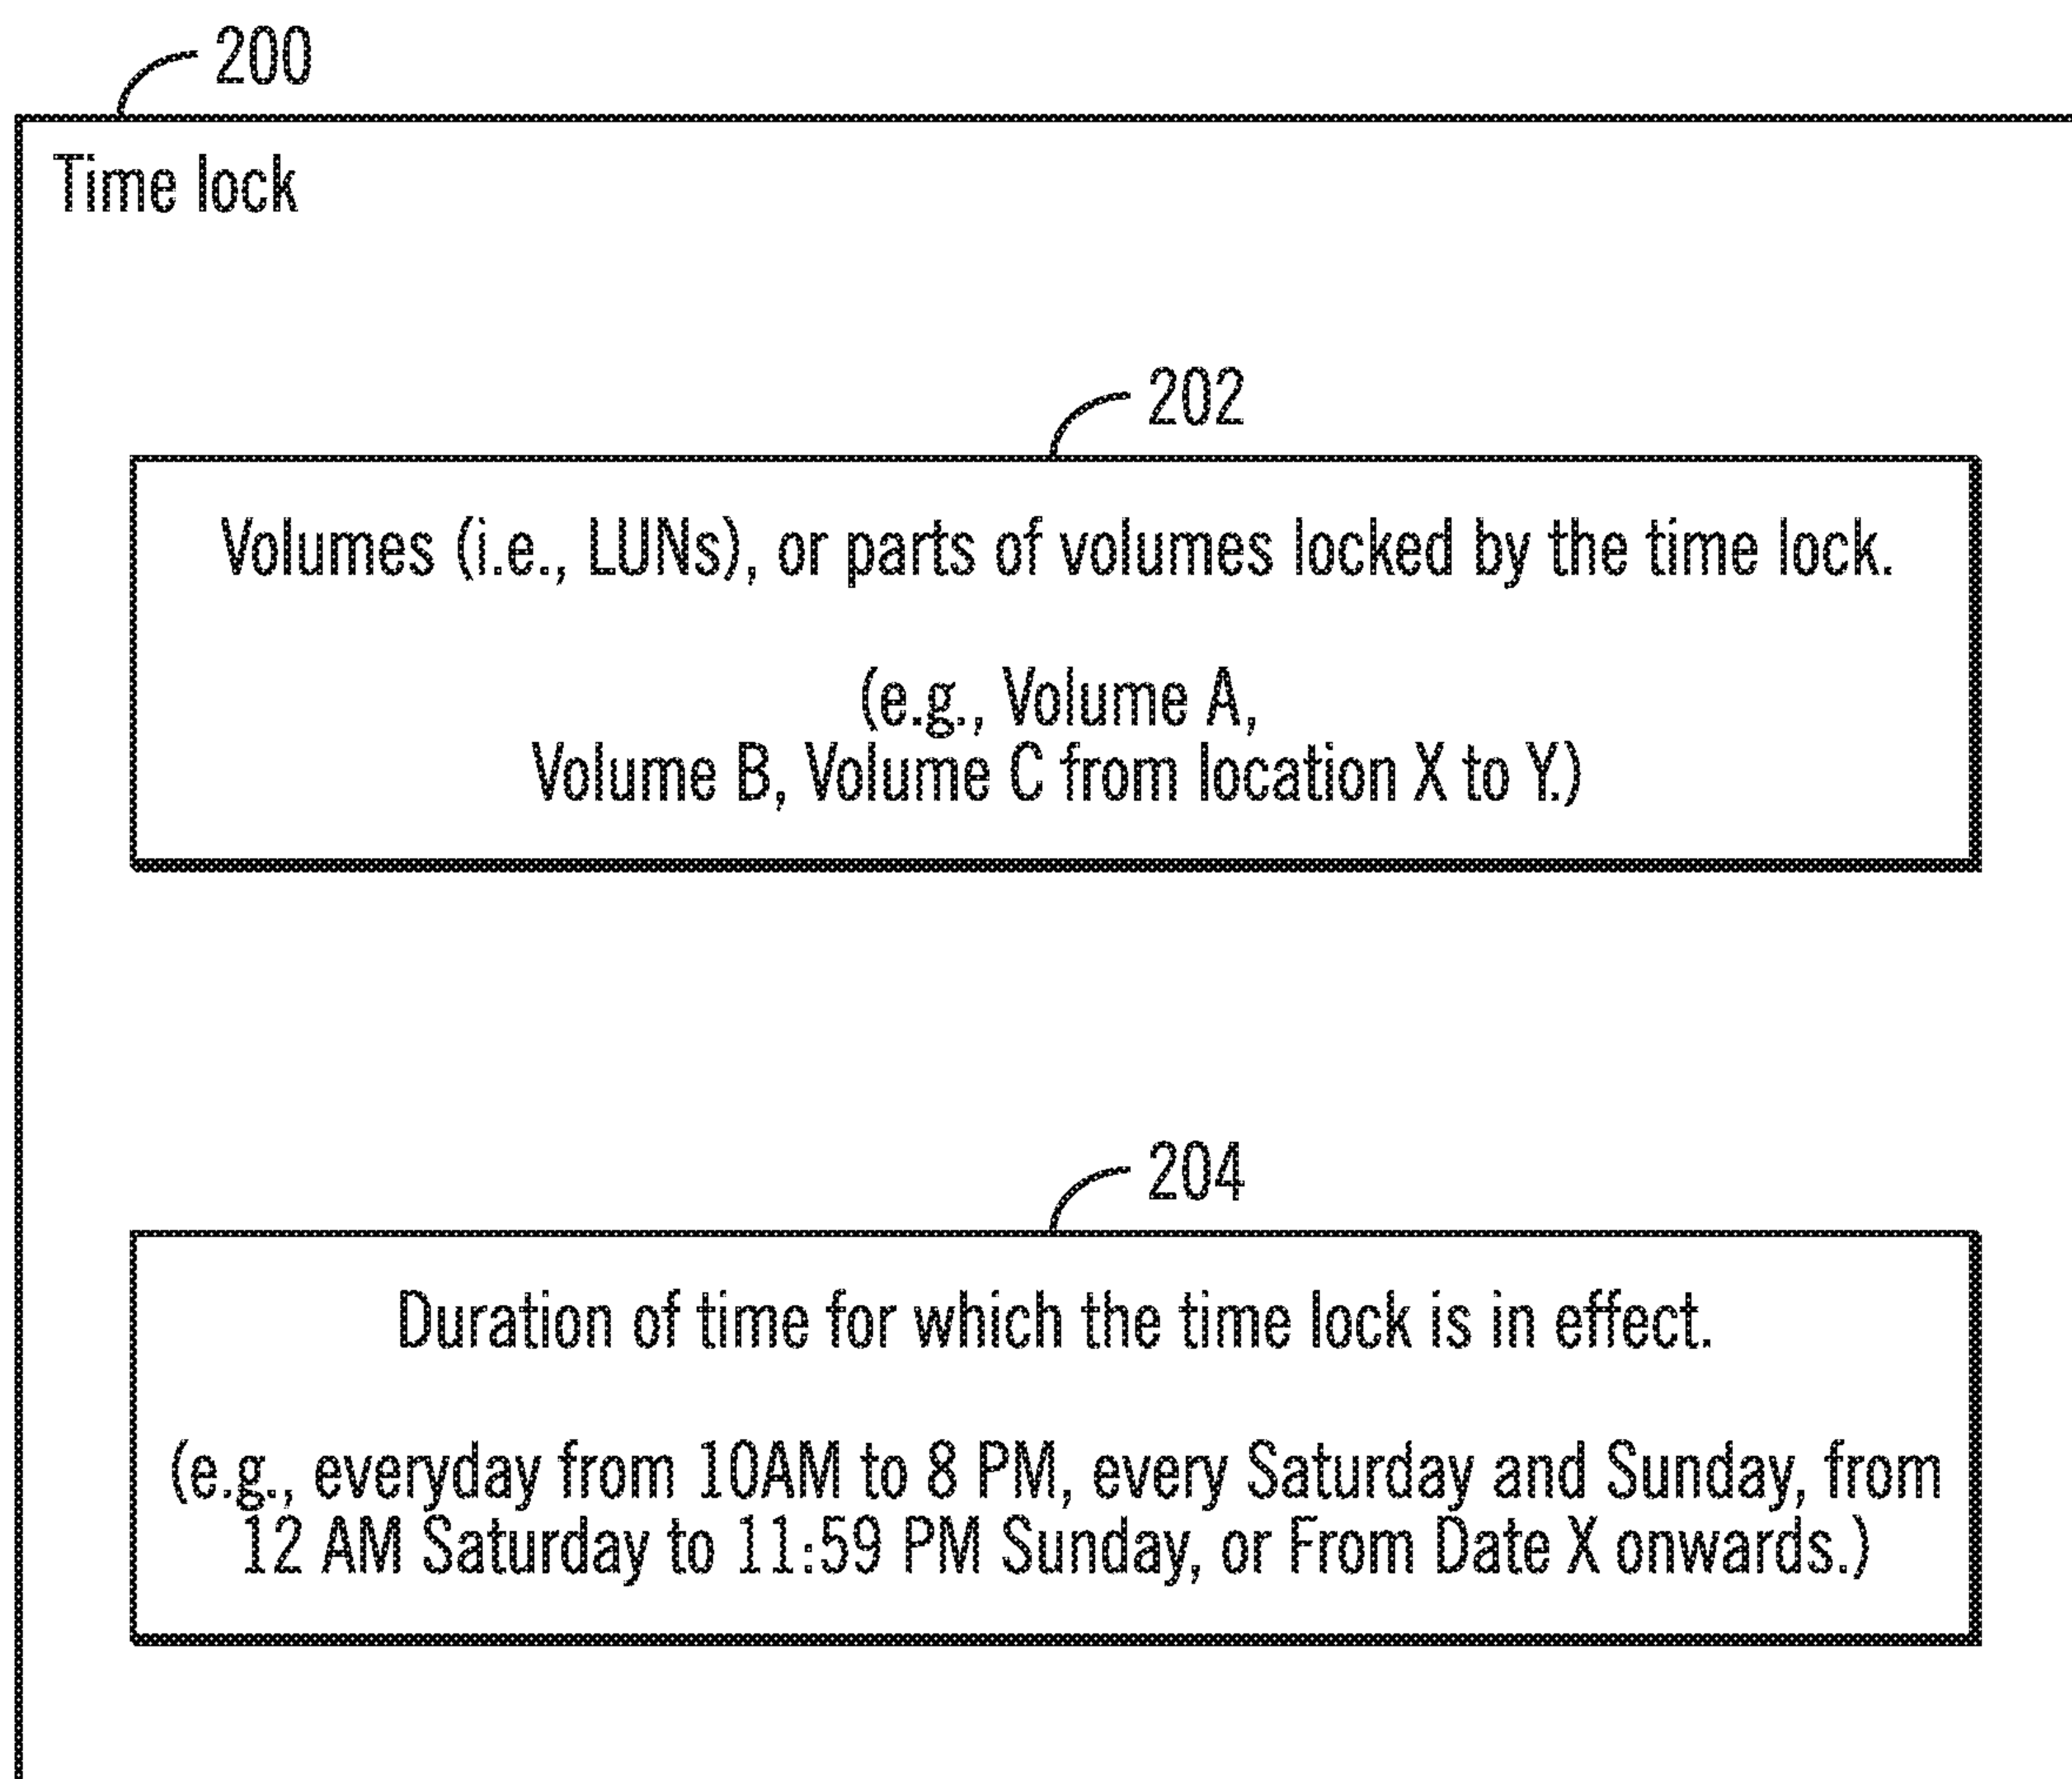 200
Time lock
202
Volumes (i.e., LUNs), or parts of volumes locked by the time lock.
(e.g., Volume A,
Volume B, Volume C from location X to Y.)
204
Duration of time for which the time lock is in effect.
(e.g., everyday from 10AM to 8 PM, every Saturday and Sunday, from
12 AM Saturday to 11:59 PM Sunday, or From Date X onwards.)